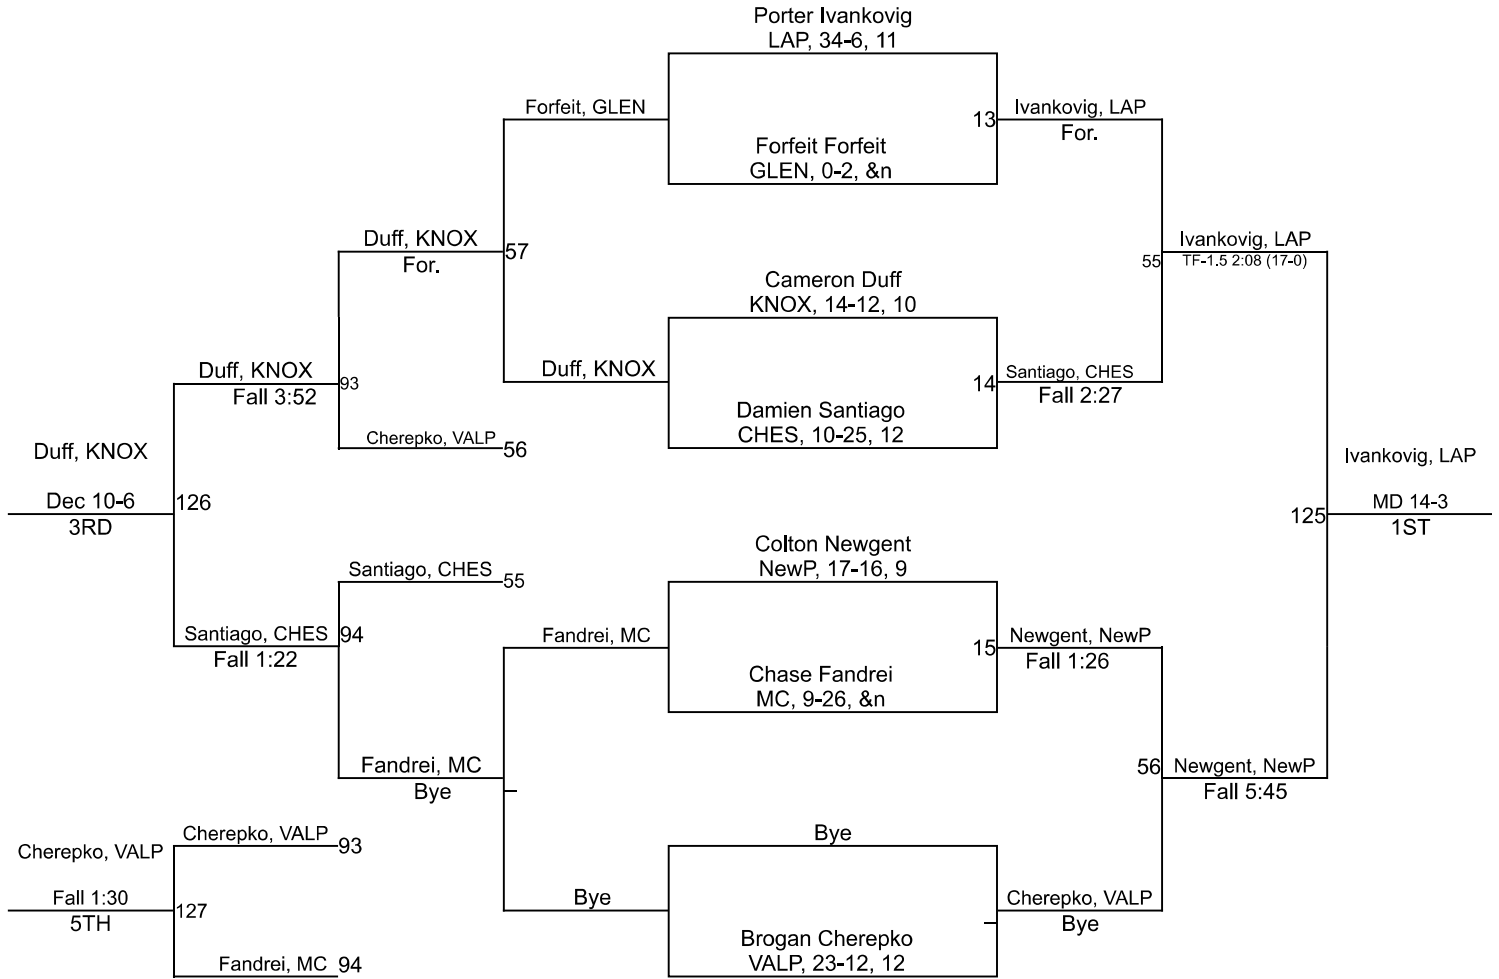 Porter Ivankovig
LAP, 34-6, 11
Forfeit, GLEN
13
Ivankovig, LAP
For.
Forfeit Forfeit
GLEN, 0-2, &n
Duff, KNOX
For.
57
Ivankovig, LAP
TF-1.5 2:08 (17-0)
55
Cameron Duff
KNOX, 14-12, 10
Duff, KNOX
Fall 3:52
93
Duff, KNOX
14
Santiago, CHES
Fall 2:27
Damien Santiago
CHES, 10-25, 12
Cherepko, VALP
56
Duff, KNOX
Dec 10-6
3RD
126
Ivankovig, LAP
MD 14-3
1ST
125
Colton Newgent
NewP, 17-16, 9
Santiago, CHES
55
Santiago, CHES
Fall 1:22
94
Fandrei, MC
15
Newgent, NewP
Fall 1:26
Chase Fandrei
MC, 9-26, &n
Fandrei, MC
Bye
56
Newgent, NewP
Fall 5:45
Bye
Cherepko, VALP
93
Cherepko, VALP
Fall 1:30
5TH
127
Bye
Cherepko, VALP
Bye
Brogan Cherepko
VALP, 23-12, 12
Fandrei, MC
94